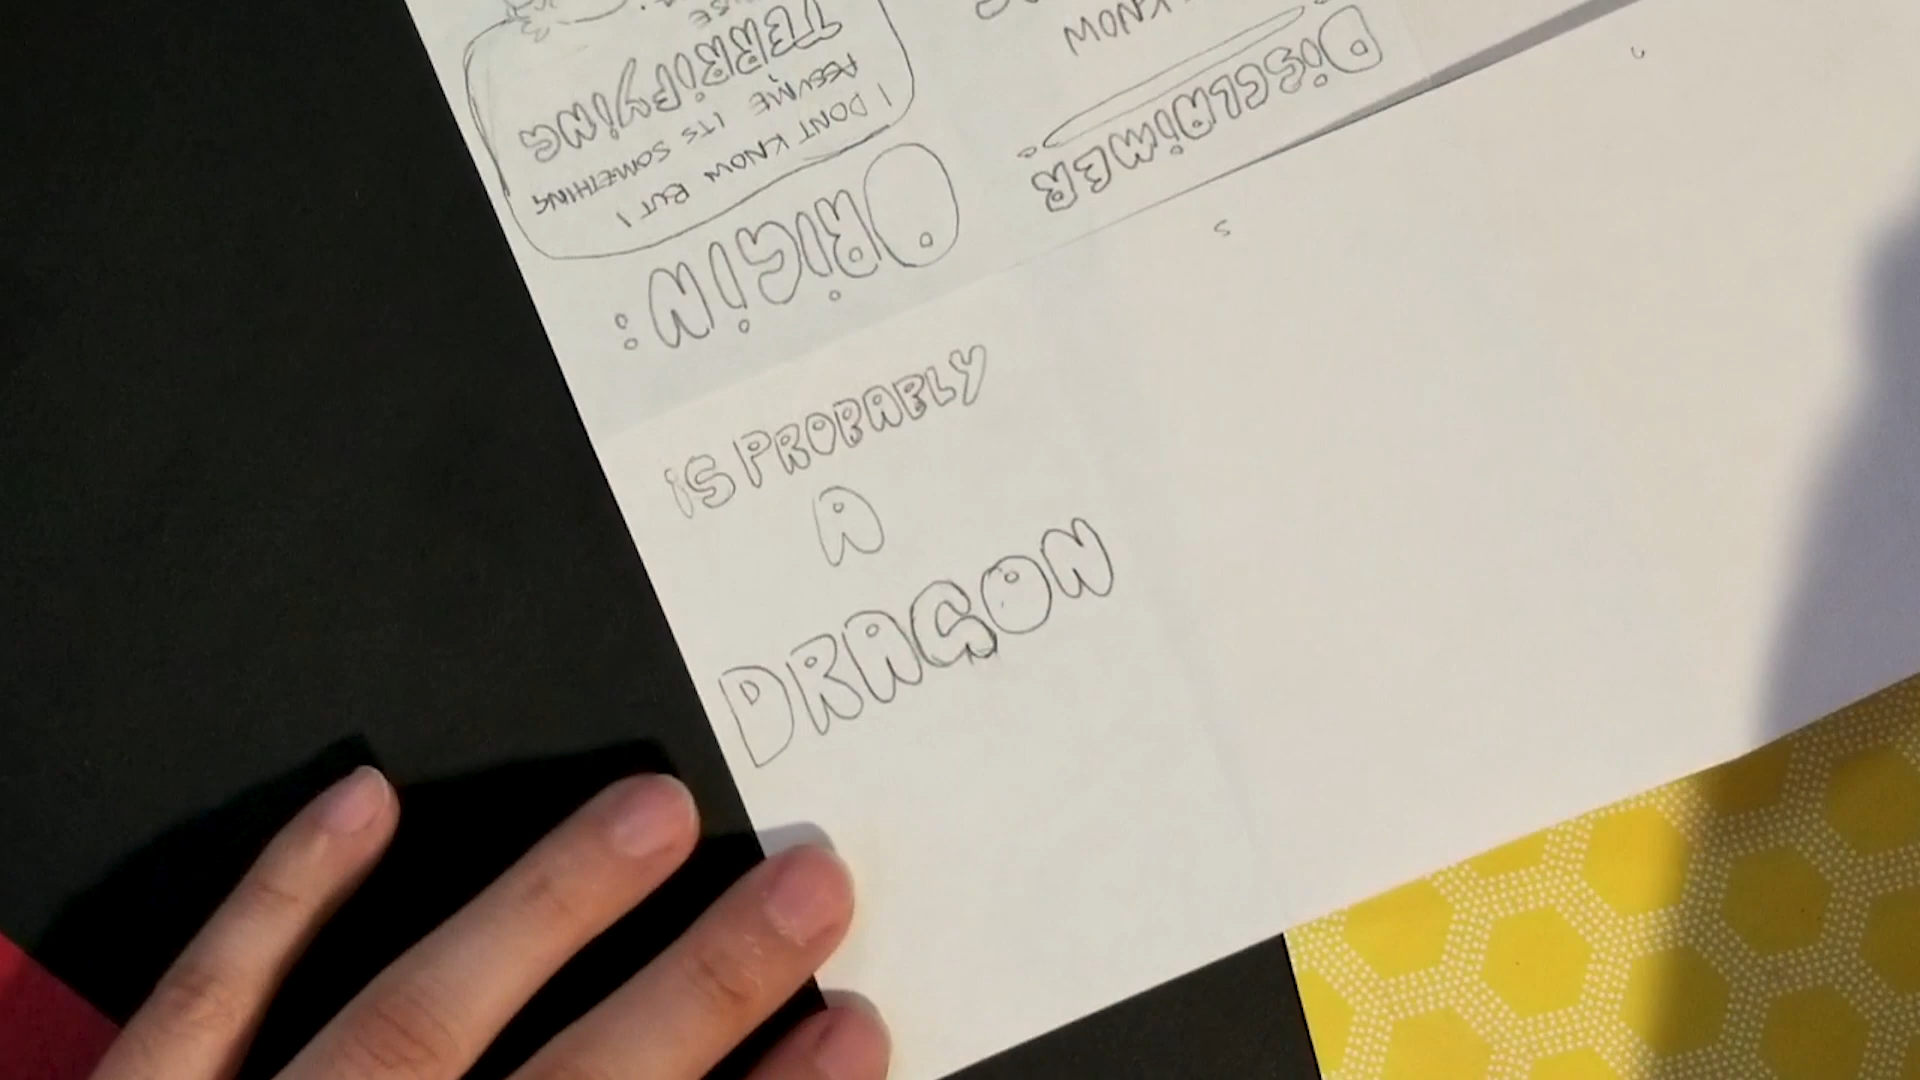 IS PROBABLY
A
DRAGON
ORIGIN:
I DONT KNOW BUT I
ASSUME ITS SOMETHING
TERRIFYING
DISCLAIMER
KNOW